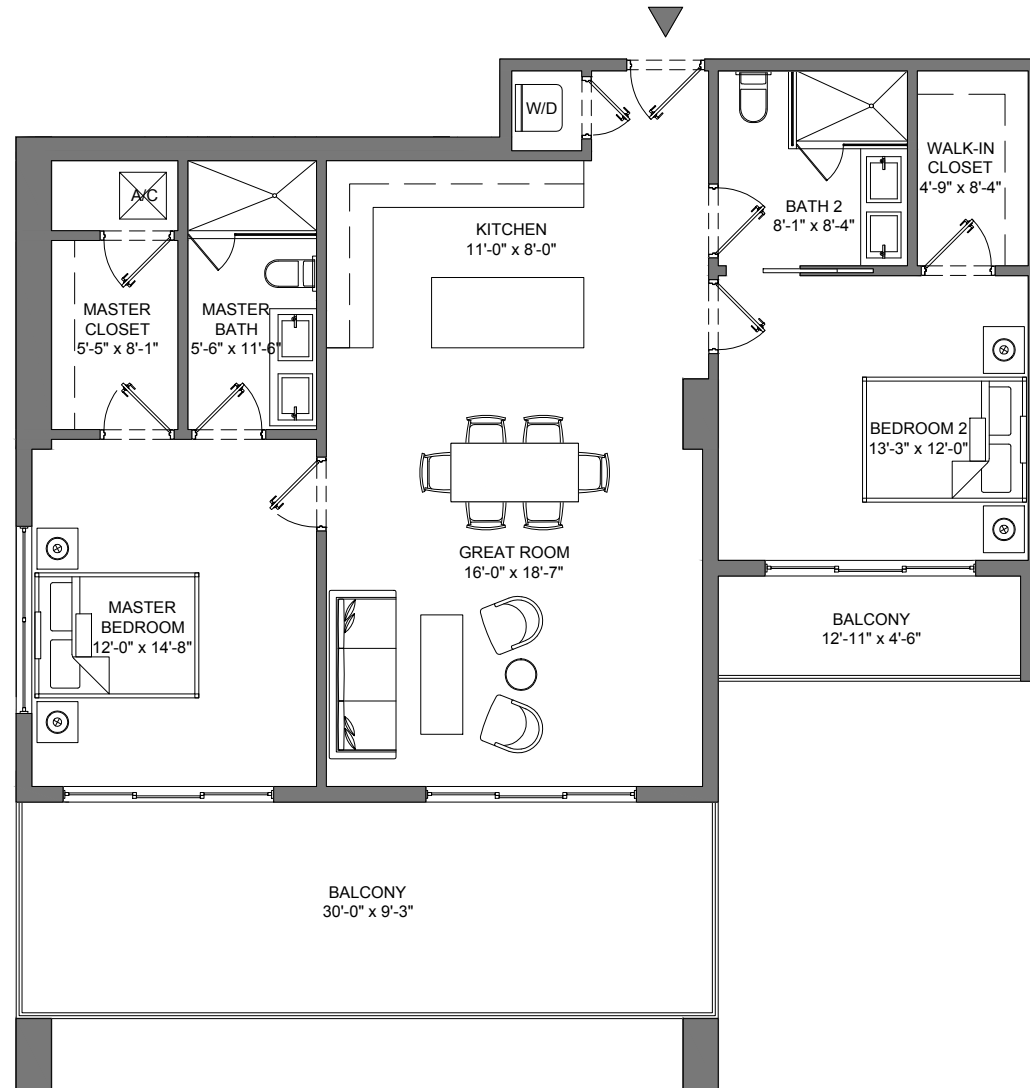 W/D
WALK-IN
CLOSET
4'-9" x 8'-4"
A/C
BATH 2
8'-1" x 8'-4"
KITCHEN
11'-0" x 8'-0"
MASTER
CLOSET
5'-5" x 8'-1"
MASTER
BATH
5'-6" x 11'-6"
BEDROOM 2
13'-3" x 12'-0"
GREAT ROOM
16'-0" x 18'-7"
MASTER
BEDROOM
12'-0" x 14'-8"
BALCONY
12'-11" x 4'-6"
BALCONY
30'-0" x 9'-3"